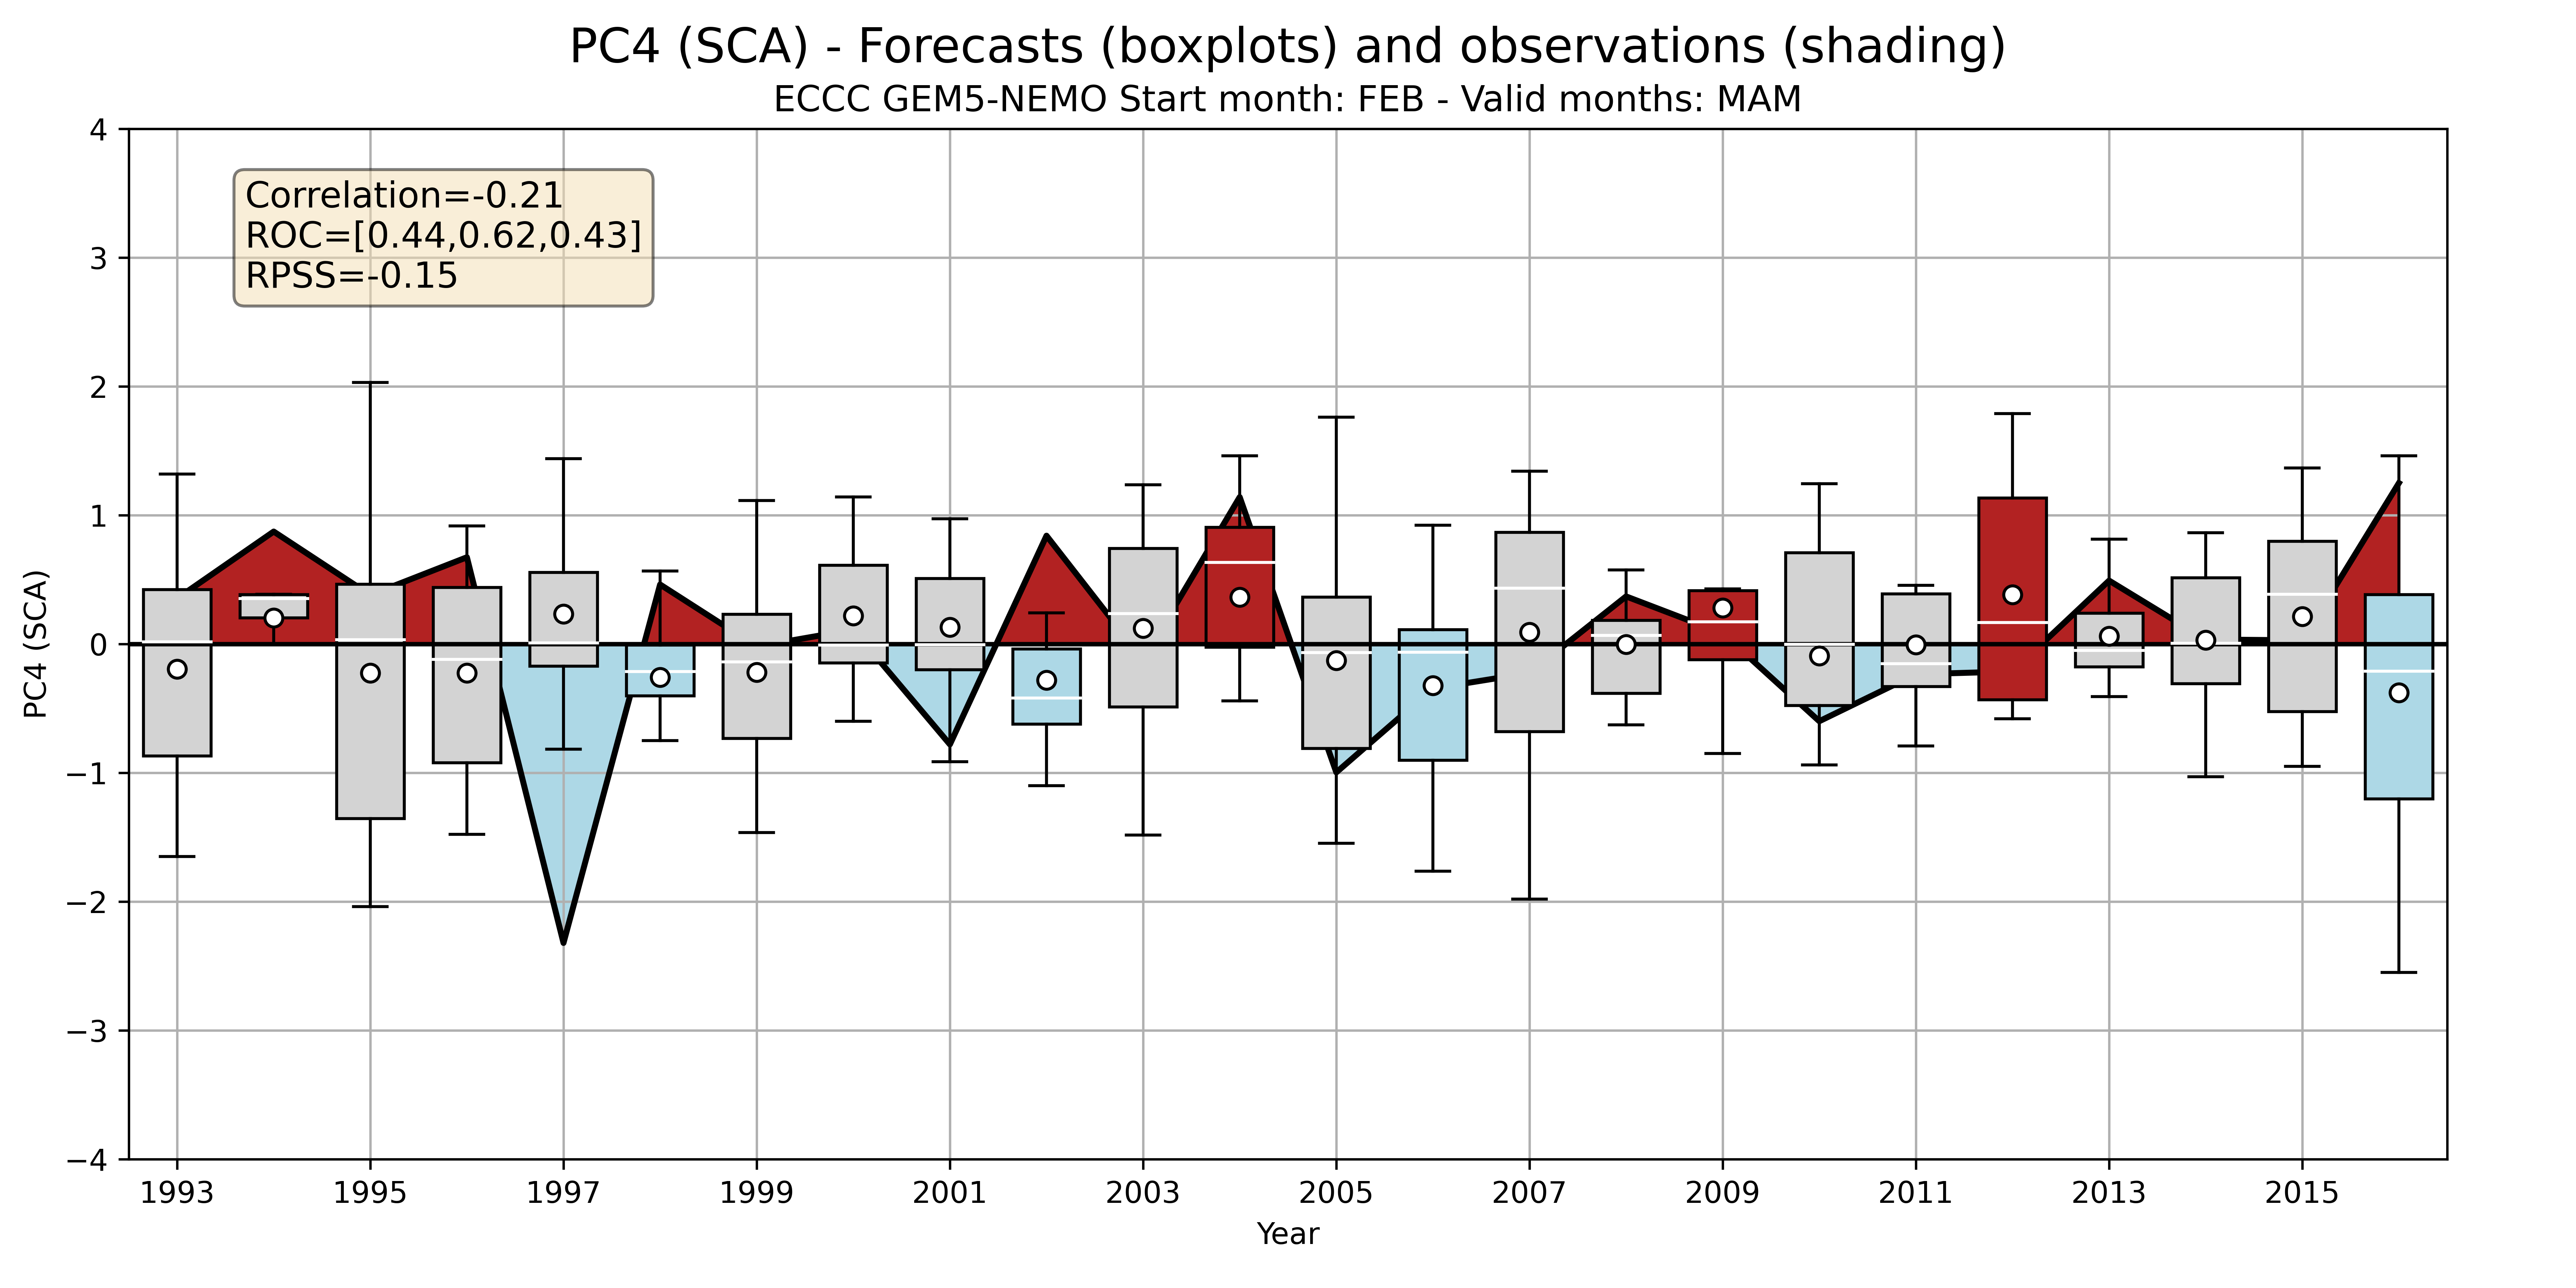 PC4 (SCA) - Forecasts (boxplots) and observations (shading)
ECCC GEM5-NEMO Start month: FEB - Valid months: MAM
Correlation=-0.21
ROC=[0.44,0.62,0.43]
RPSS=-0.15
PC4 (SCA)
4
3
2
1
0
−1
−2
−3
−4
1993 1995 1997 1999 2001 2003 2005 2007 2009 2011 2013 2015
Year